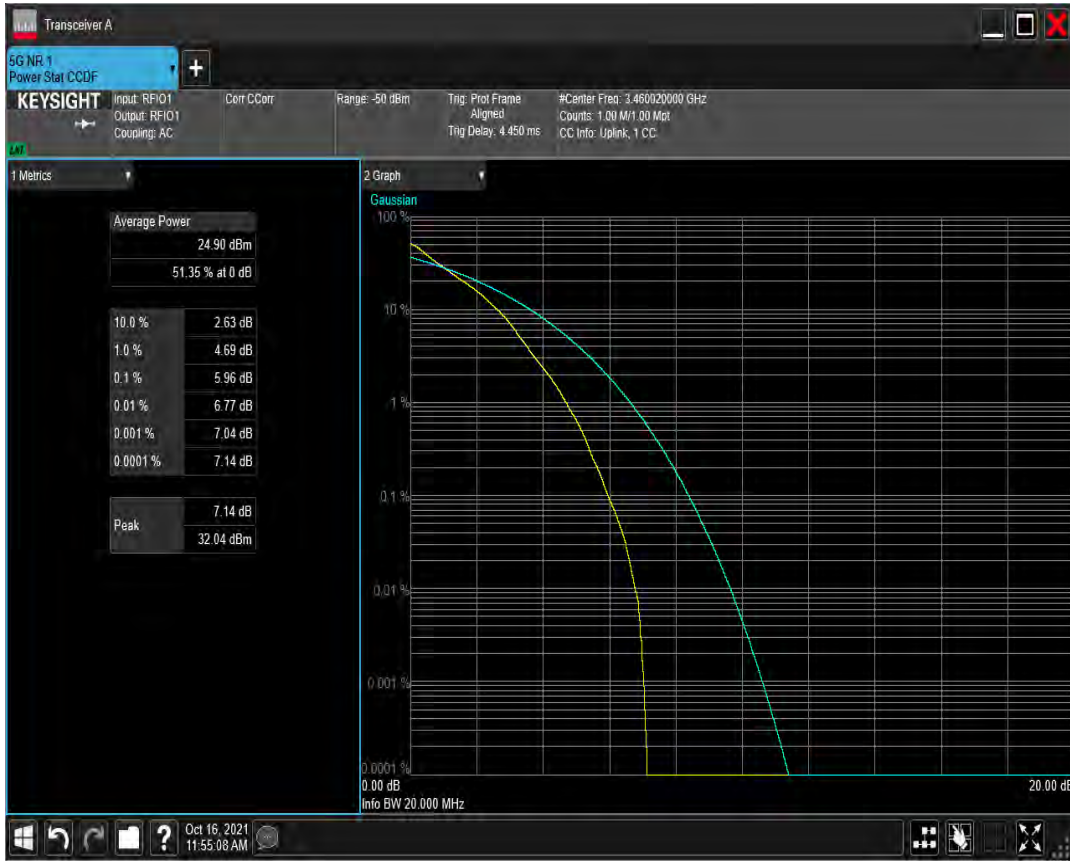 Transceiver A
5G NR 1
Power Stat CCDF
+
KEYSIGHT
Input: RFIO1
Output: RFIO1
Coupling: AC
Corr CCorr
Range: -50 dBm
Trig: Prot Frame
Aligned
Trig Delay: 4.450 ms
#Center Freq: 3.460020000 GHz
Counts: 1.00 M/1.00 Mpt
CC Info: Uplink, 1 CC
1 Metrics
Average Power
24.90 dBm
51.35 % at 0 dB
10.0 % 2.63 dB
1.0 % 4.69 dB
0.1 % 5.96 dB
0.01 % 6.77 dB
0.001 % 7.04 dB
0.0001 % 7.14 dB
Peak
7.14 dB
32.04 dBm
2 Graph
Gaussian
100 %
10 %
1 %
0.1 %
0.01 %
0.001 %
0.0001 %
0.00 dB
20.00 dB
Info BW 20.000 MHz
?
Oct 16, 2021
11:55:08 AM